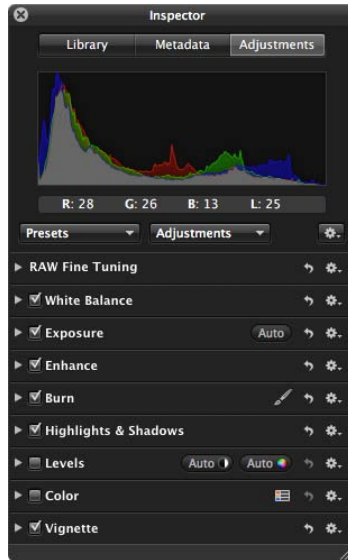 Inspector
Library Metadata Adjustments
R: 28 G: 26 B: 13 L: 25
Presets Adjustments
RAW Fine Tuning
White Balance
Exposure Auto
Enhance
Burn
Highlights & Shadows
Levels Auto Auto
Color
Vignette